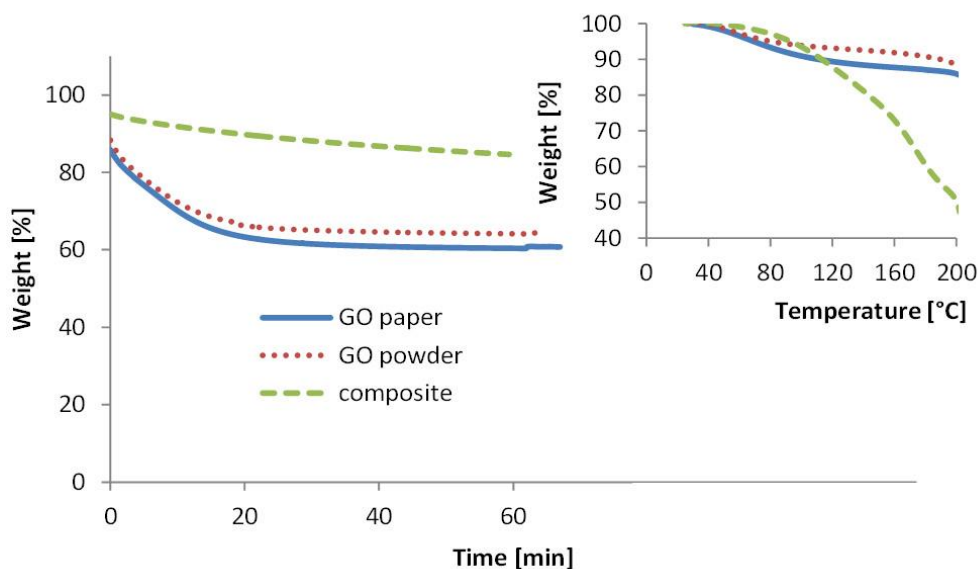 Weight [%]
100
80
60
40
20
0
0 20 40 60
Time [min]
GO paper
GO powder
composite
Weight [%]
100
90
80
70
60
50
40
0 40 80 120 160 200
Temperature [°C]